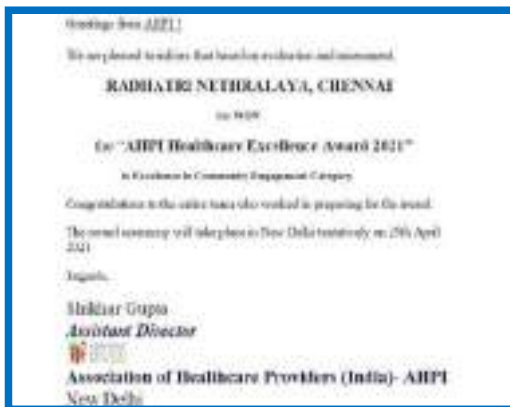 Greetings from AHPI!
We are pleased to inform that based on evaluation and assessment,
RADHATRI NETHRALAYA, CHENNAI
has WON
the "AHPI Healthcare Excellence Award 2021"
in Excellence in Community Engagement Category
Congratulations to the entire team who worked in preparing for the award.
The award ceremony will take place in New Delhi tentatively on 25th April
2021
Regards,
Shikhar Gupta
Assistant Director
Association of Healthcare Providers (India)- AHPI
New Delhi